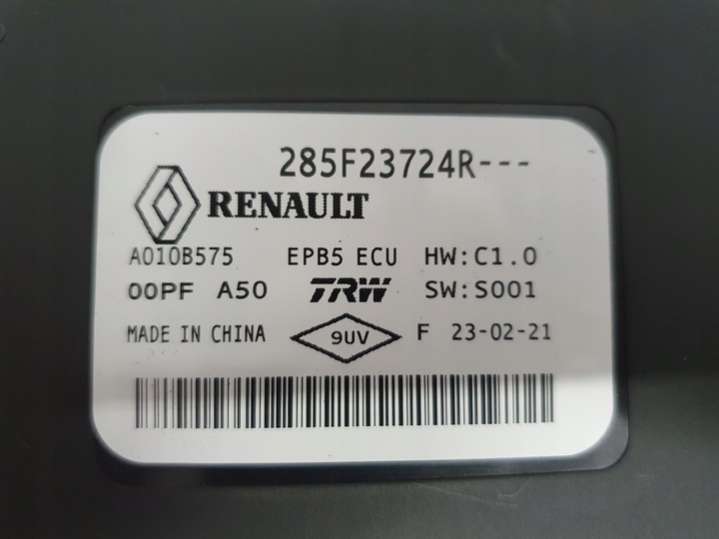 285F23724R---
RENAULT
A010B575 EPB5 ECU HW:C1.0
00PF A50 TRW SW:S001
MADE IN CHINA 9UV F 23-02-21